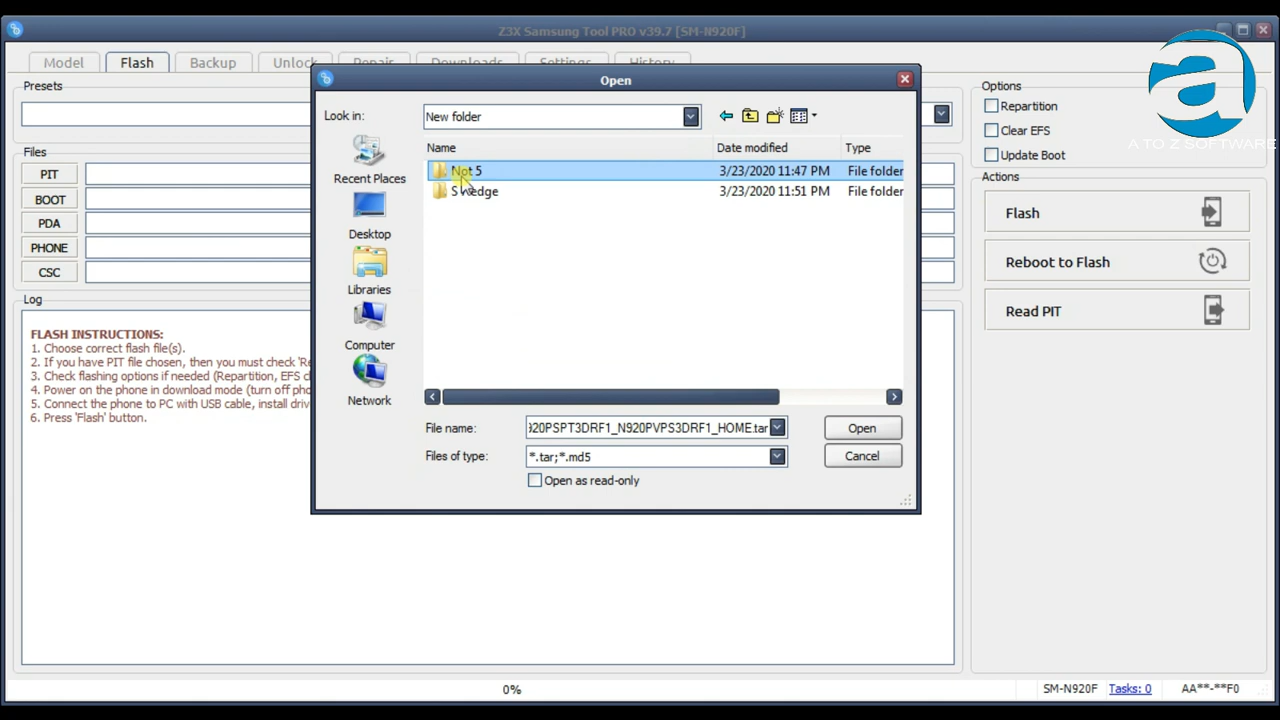 Z3X Samsung Tool PRO v39.7 [SM-N920F]
Model Flash Backup Unlock Repair Downloads Settings History
Presets
Files
PIT
BOOT
PDA
PHONE
CSC
Log
FLASH INSTRUCTIONS:
1. Choose correct flash file(s).
2. If you have PIT file chosen, then you must check 'Re
3. Check flashing options if needed (Repartition, EFS c
4. Power on the phone in download mode (turn off pho
5. Connect the phone to PC with USB cable, install driv
6. Press 'Flash' button.
Open
Look in: New folder
Recent Places
Desktop
Libraries
Computer
Network
Name Date modified Type
Not 5 3/23/2020 11:47 PM File folder
edge 3/23/2020 11:51 PM File folder
File name: 920PSPT3DRF1_N920PVPS3DRF1_HOME.tar Open
Files of type: *.tar;*.md5 Cancel
Open as read-only
Options
Repartition
Clear EFS
Update Boot
Actions
Flash
Reboot to Flash
Read PIT
a
A TO Z SOFTWARE
0% SM-N920F Tasks: 0 AA**-**F0